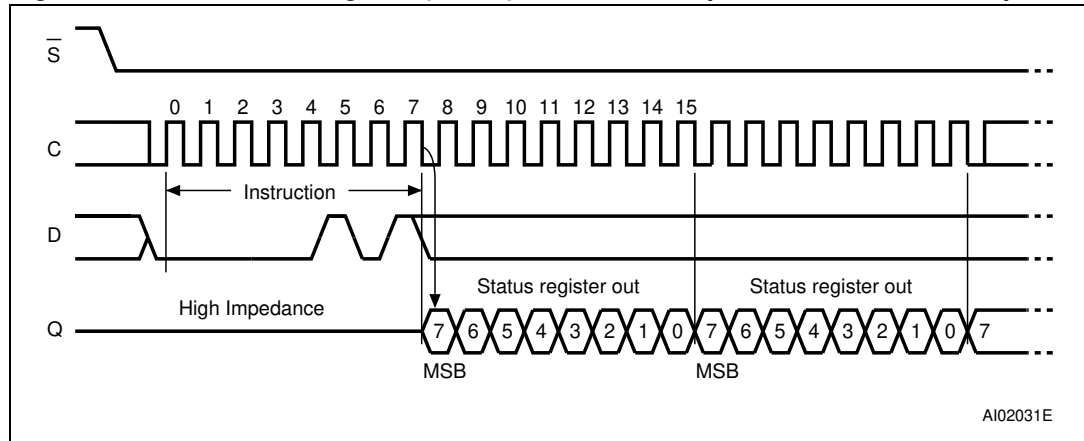 S
0 1 2 3 4 5 6 7 8 9 10 11 12 13 14 15
C
Instruction
D
Status register out Status register out
High Impedance
Q
7 6 5 4 3 2 1 0 7 6 5 4 3 2 1 0 7
MSB MSB
AI02031E